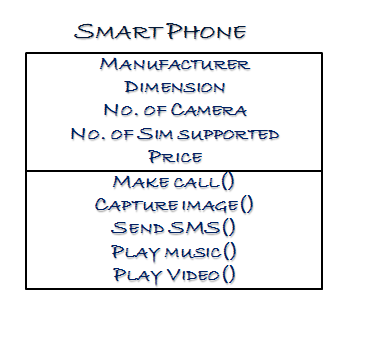 Smart Phone
Manufacturer
Dimension
No. of Camera
No. of Sim supported
Price
Make call()
Capture image()
Send SMS()
Play music()
Play Video()